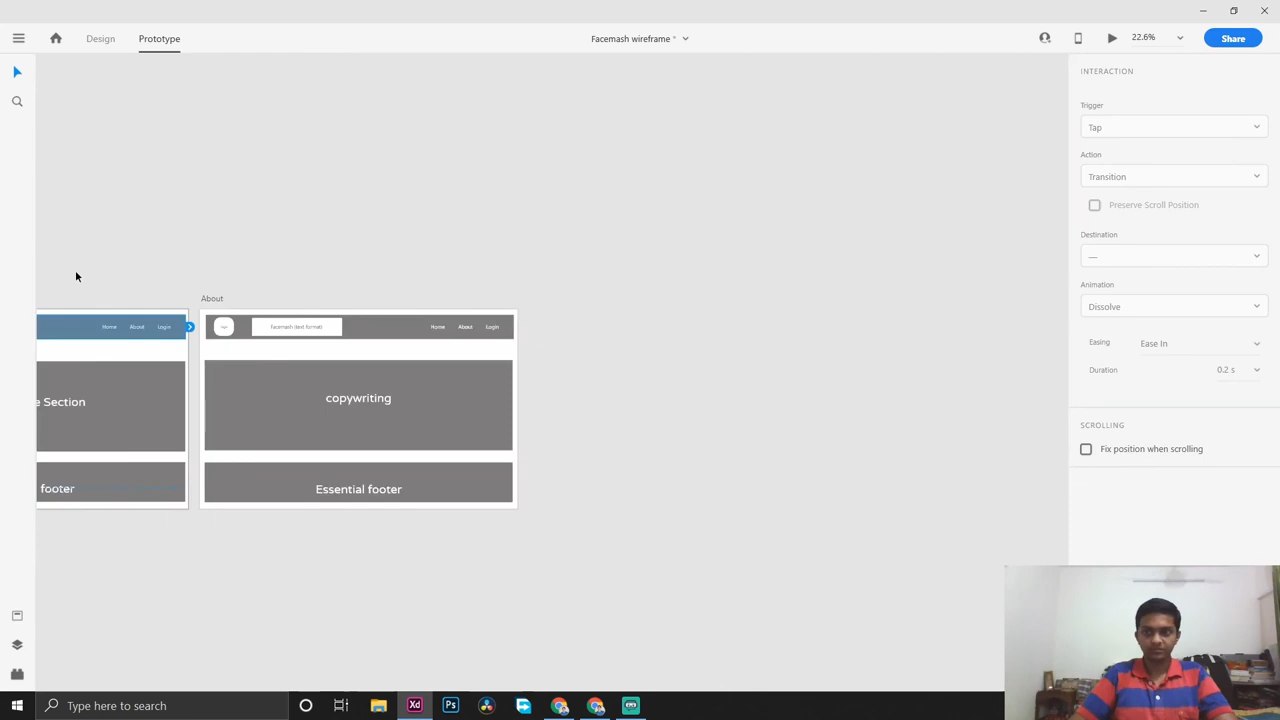 Design
Prototype
Facemash wireframe *
22.6%
Share
INTERACTION
Trigger
Tap
Action
Transition
Preserve Scroll Position
Destination
—
Animation
Dissolve
Easing
Ease In
Duration
0.2 s
SCROLLING
Fix position when scrolling
About
Home About Login
Facemash (text format)
Home About Login
e Section
copywriting
footer
Essential footer
Type here to search
Xd
Ps